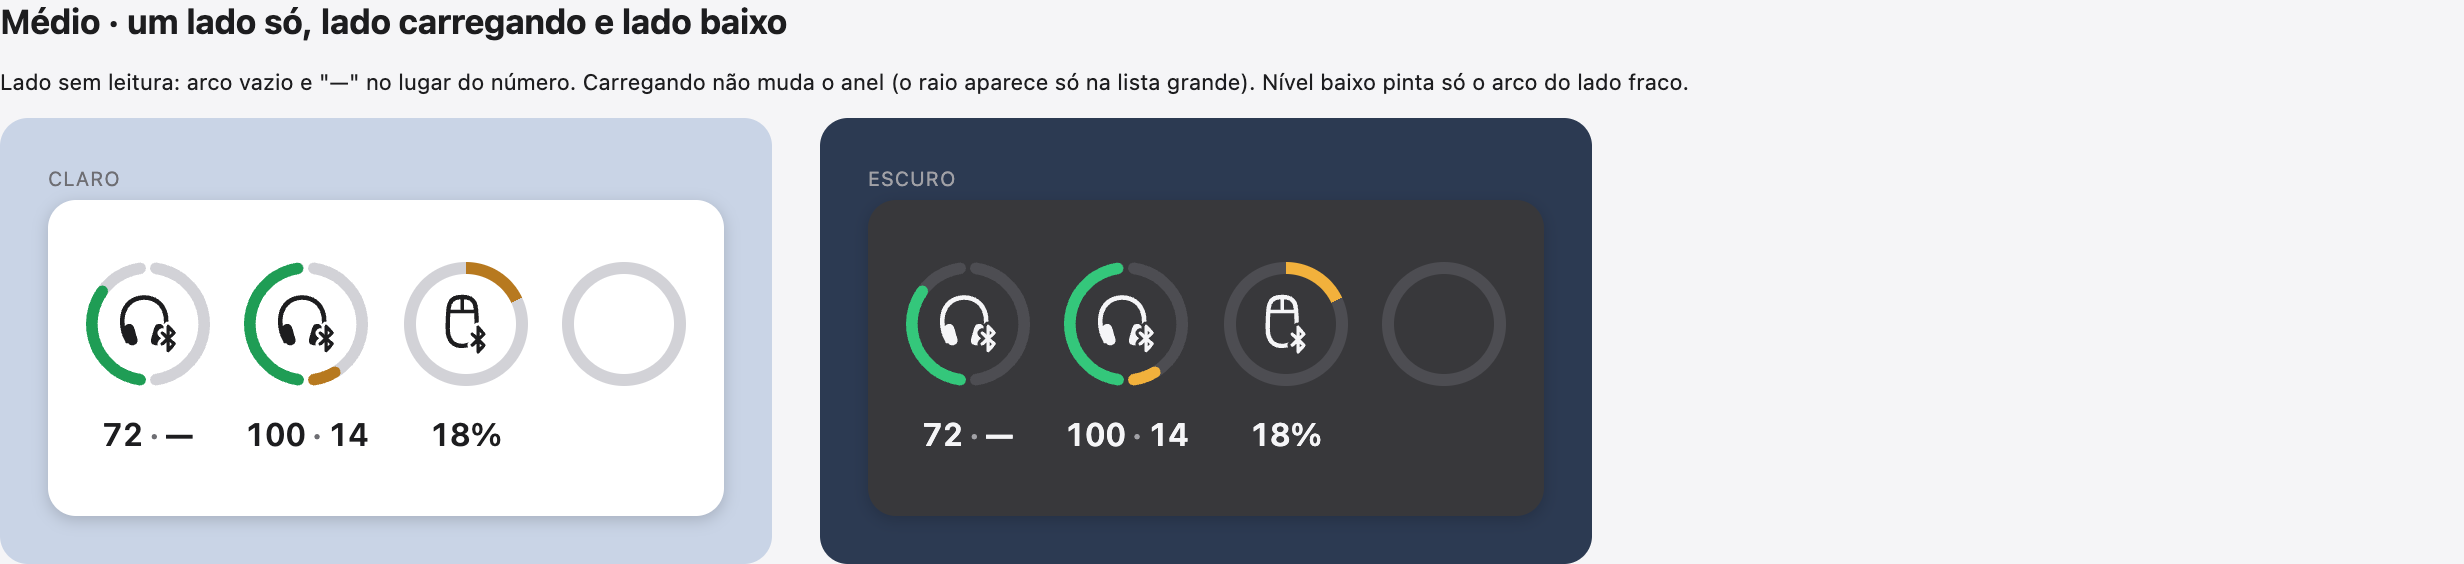 Médio · um lado só, lado carregando e lado baixo
Lado sem leitura: arco vazio e "—" no lugar do número. Carregando não muda o anel (o raio aparece só na lista grande). Nível baixo pinta só o arco do lado fraco.
CLARO
72 · —
100 · 14
18%
ESCURO
72 · —
100 · 14
18%